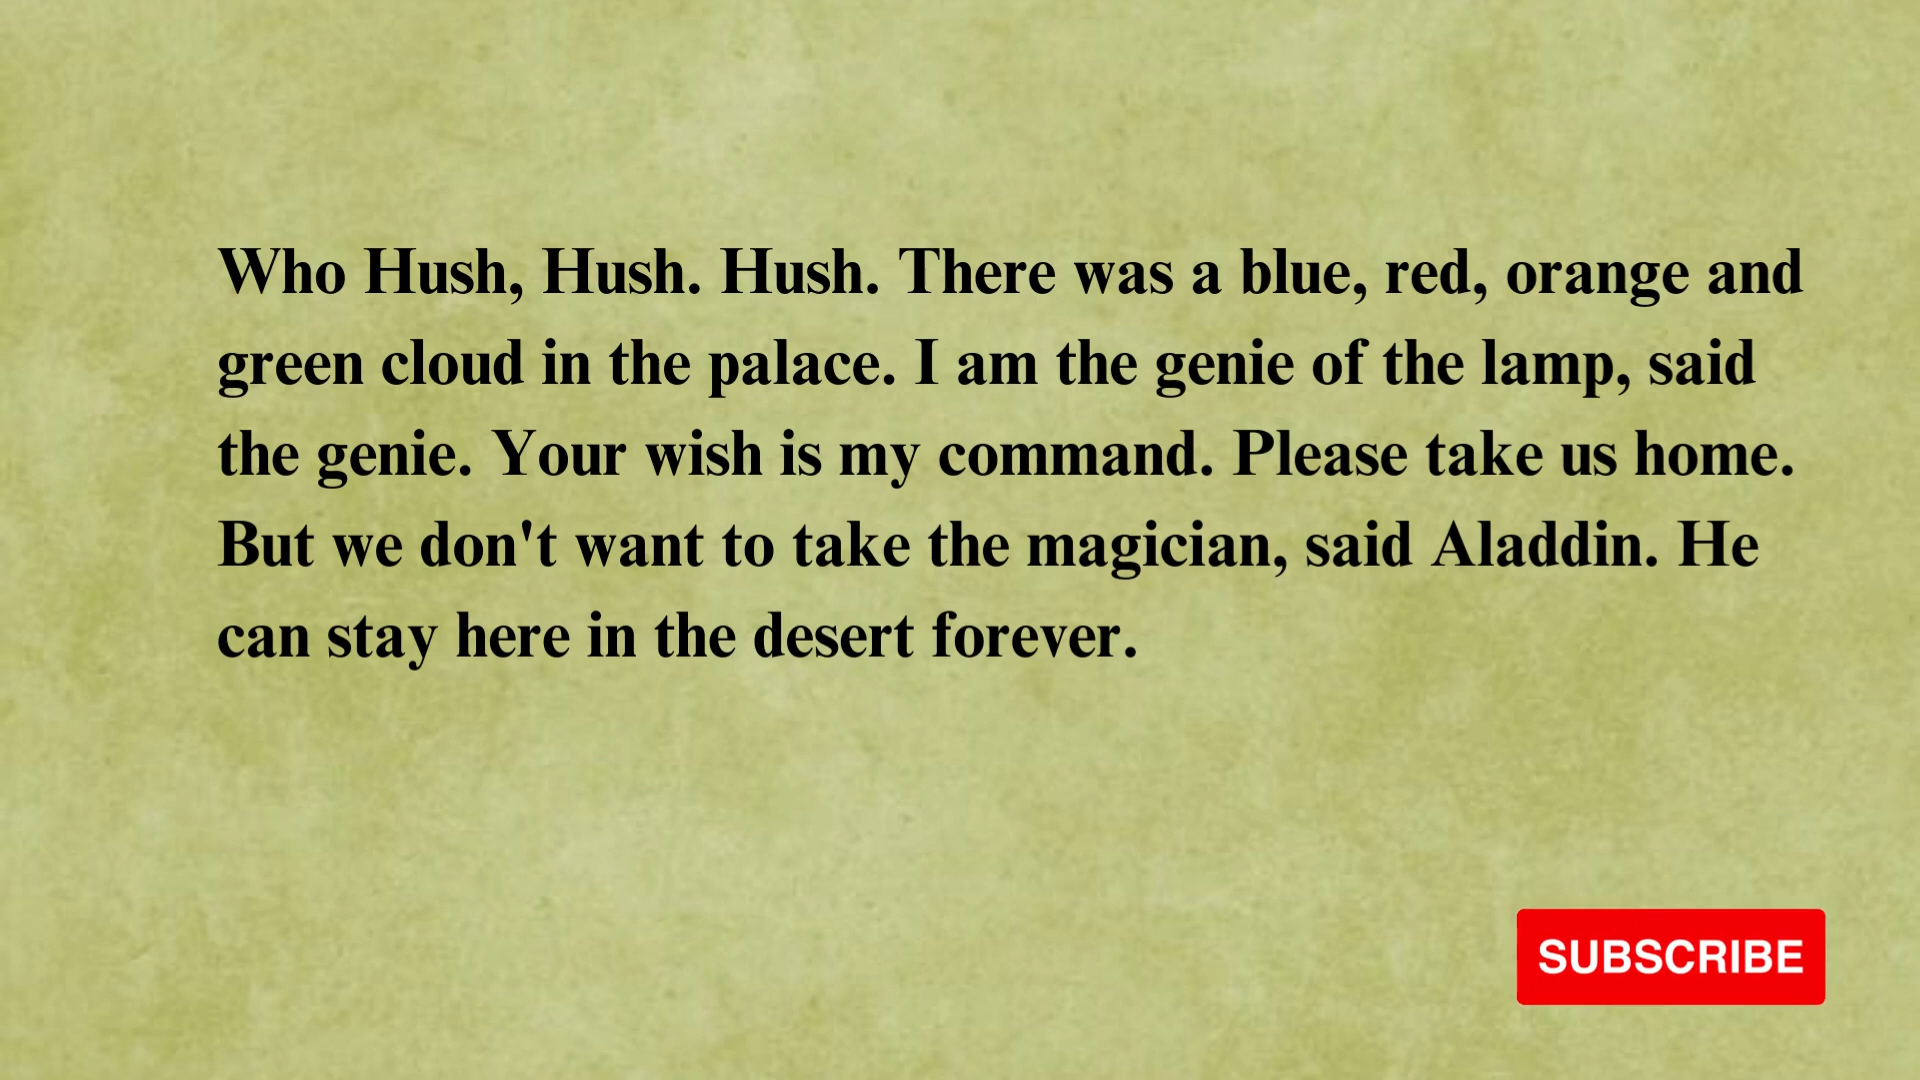 Who Hush, Hush. Hush. There was a blue, red, orange and
green cloud in the palace. I am the genie of the lamp, said
the genie. Your wish is my command. Please take us home.
But we don't want to take the magician, said Aladdin. He
can stay here in the desert forever.
SUBSCRIBE